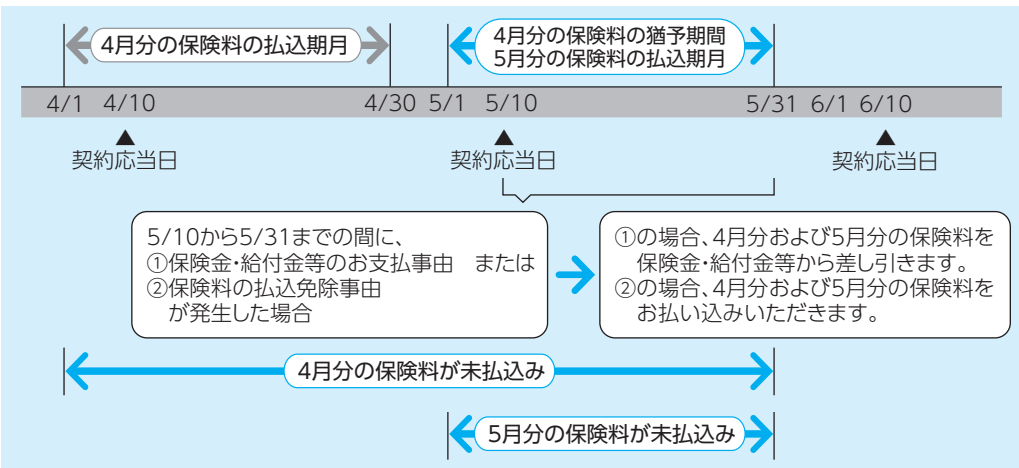 4月分の保険料の払込期月
4月分の保険料の猶予期間
5月分の保険料の払込期月
4/1 4/10 4/30 5/1 5/10 5/31 6/1 6/10
契約応当日 契約応当日 契約応当日
5/10から5/31までの間に、
①保険金・給付金等のお支払事由 または
②保険料の払込免除事由
が発生した場合
①の場合、4月分および5月分の保険料を
保険金・給付金等から差し引きます。
②の場合、4月分および5月分の保険料を
お払い込みいただきます。
4月分の保険料が未払込み
5月分の保険料が未払込み